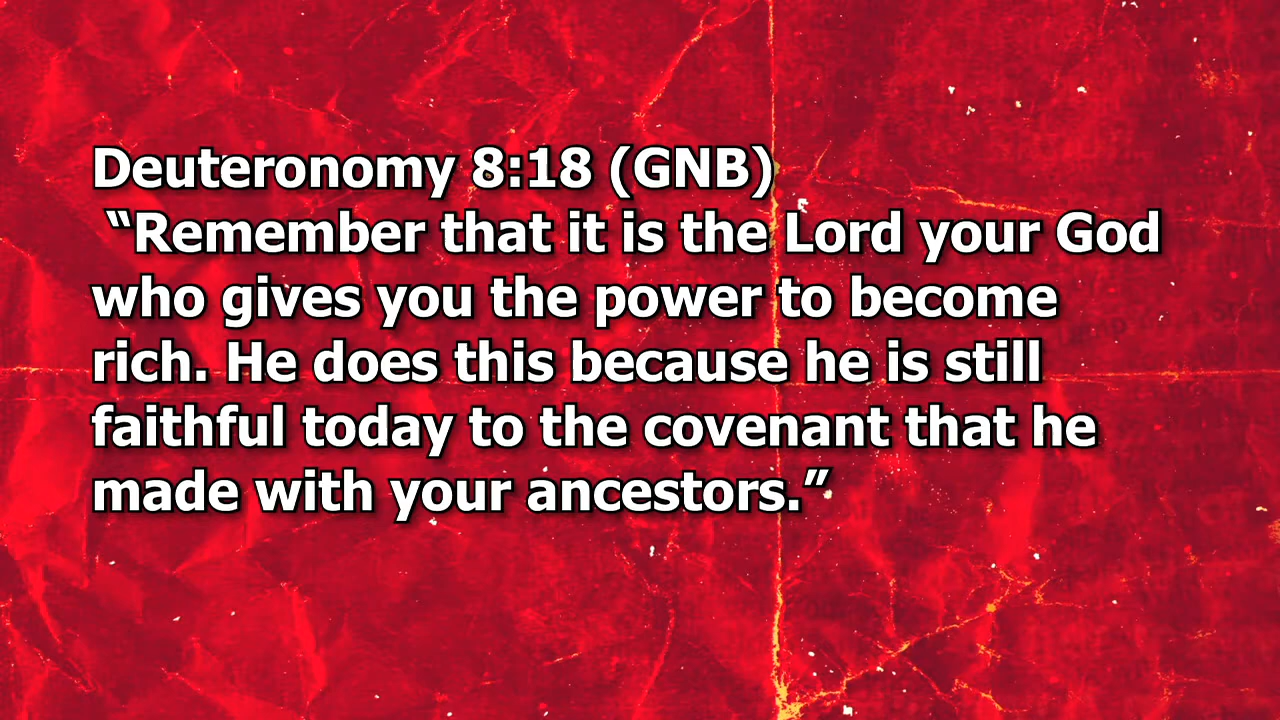 Deuteronomy 8:18 (GNB)
“Remember that it is the Lord your God
who gives you the power to become
rich. He does this because he is still
faithful today to the covenant that he
made with your ancestors.”